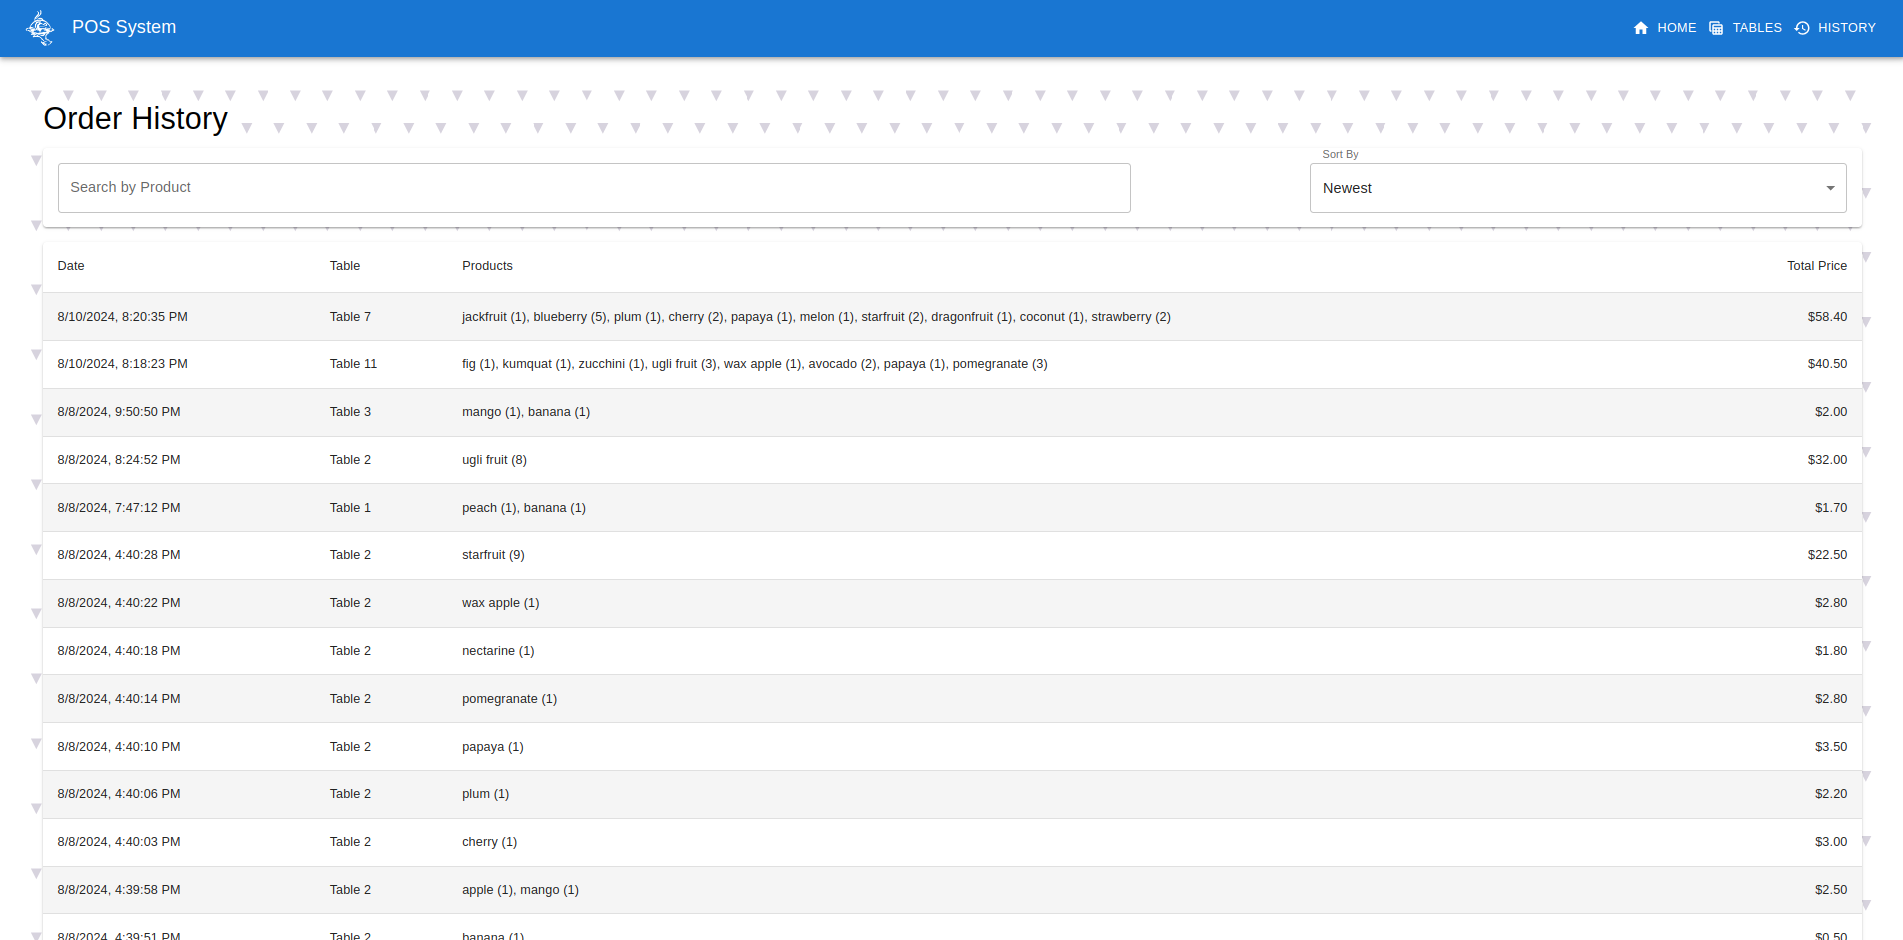 POS System
HOME TABLES HISTORY
Order History
Sort By
Search by Product
Newest
Date Table Products Total Price
8/10/2024, 8:20:35 PM Table 7 jackfruit (1), blueberry (5), plum (1), cherry (2), papaya (1), melon (1), starfruit (2), dragonfruit (1), coconut (1), strawberry (2) $58.40
8/10/2024, 8:18:23 PM Table 11 fig (1), kumquat (1), zucchini (1), ugli fruit (3), wax apple (1), avocado (2), papaya (1), pomegranate (3) $40.50
8/8/2024, 9:50:50 PM Table 3 mango (1), banana (1) $2.00
8/8/2024, 8:24:52 PM Table 2 ugli fruit (8) $32.00
8/8/2024, 7:47:12 PM Table 1 peach (1), banana (1) $1.70
8/8/2024, 4:40:28 PM Table 2 starfruit (9) $22.50
8/8/2024, 4:40:22 PM Table 2 wax apple (1) $2.80
8/8/2024, 4:40:18 PM Table 2 nectarine (1) $1.80
8/8/2024, 4:40:14 PM Table 2 pomegranate (1) $2.80
8/8/2024, 4:40:10 PM Table 2 papaya (1) $3.50
8/8/2024, 4:40:06 PM Table 2 plum (1) $2.20
8/8/2024, 4:40:03 PM Table 2 cherry (1) $3.00
8/8/2024, 4:39:58 PM Table 2 apple (1), mango (1) $2.50
8/8/2024, 4:39:51 PM Table 2 banana (1) $0.50